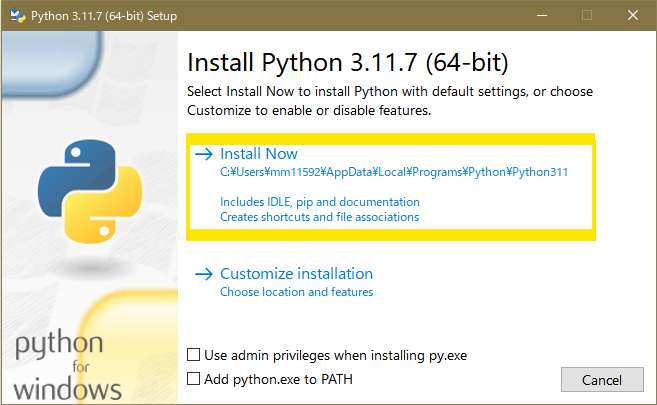 Python 3.11.7 (64-bit) Setup
Install Python 3.11.7 (64-bit)
Select Install Now to install Python with default settings, or choose
Customize to enable or disable features.
Install Now
C:¥Users¥mm11592¥AppData¥Local¥Programs¥Python¥Python311
Includes IDLE, pip and documentation
Creates shortcuts and file associations
Customize installation
Choose location and features
python
for
windows
Use admin privileges when installing py.exe
Add python.exe to PATH
Cancel